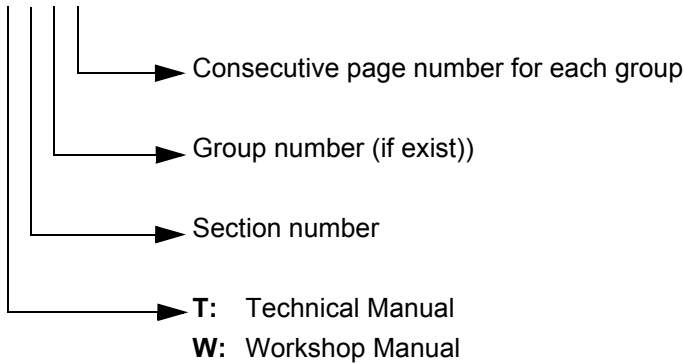 Consecutive page number for each group
Group number (if exist))
Section number
T: Technical Manual
W: Workshop Manual